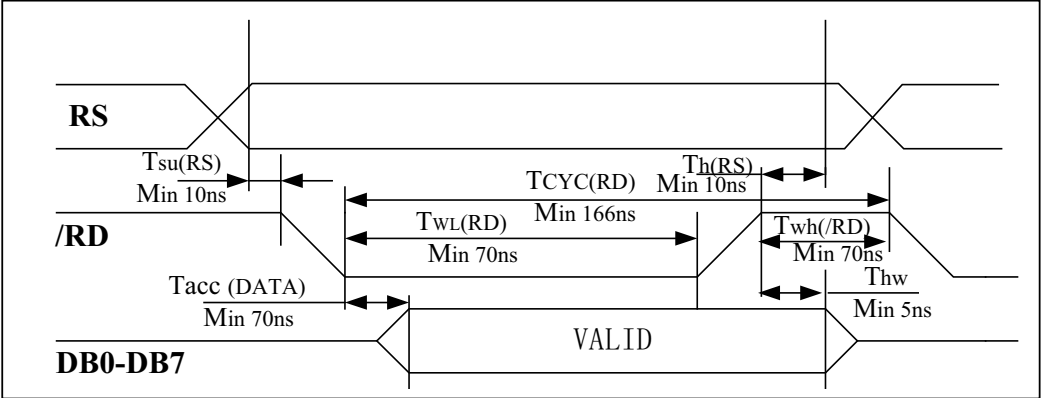 RS
Tsu(RS)
Min 10ns
Th(RS)
Min 10ns
TCYC(RD)
Min 166ns
/RD
TWL(RD)
Min 70ns
Twh(/RD)
Min 70ns
Tacc (DATA)
Min 70ns
Thw
Min 5ns
VALID
DB0-DB7